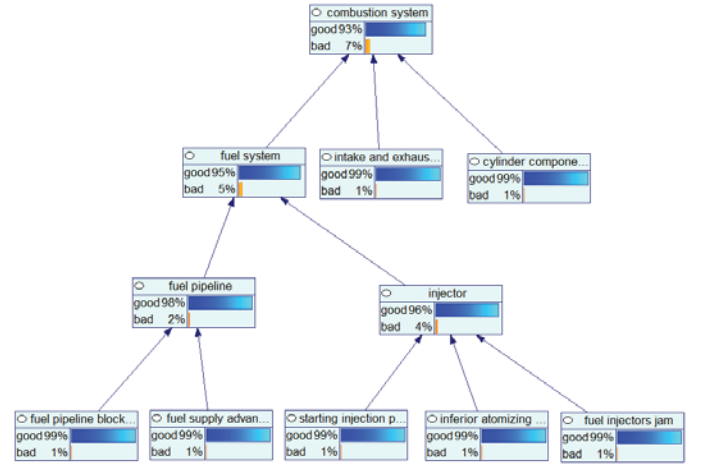 combustion system
good 93%
bad 7%
fuel system
good 95%
bad 5%
intake and exhaus...
good 99%
bad 1%
cylinder compone...
good 99%
bad 1%
fuel pipeline
good 98%
bad 2%
injector
good 96%
bad 4%
fuel pipeline block...
good 99%
bad 1%
fuel supply advan...
good 99%
bad 1%
starting injection p...
good 99%
bad 1%
inferior atomizing ...
good 99%
bad 1%
fuel injectors jam
good 99%
bad 1%